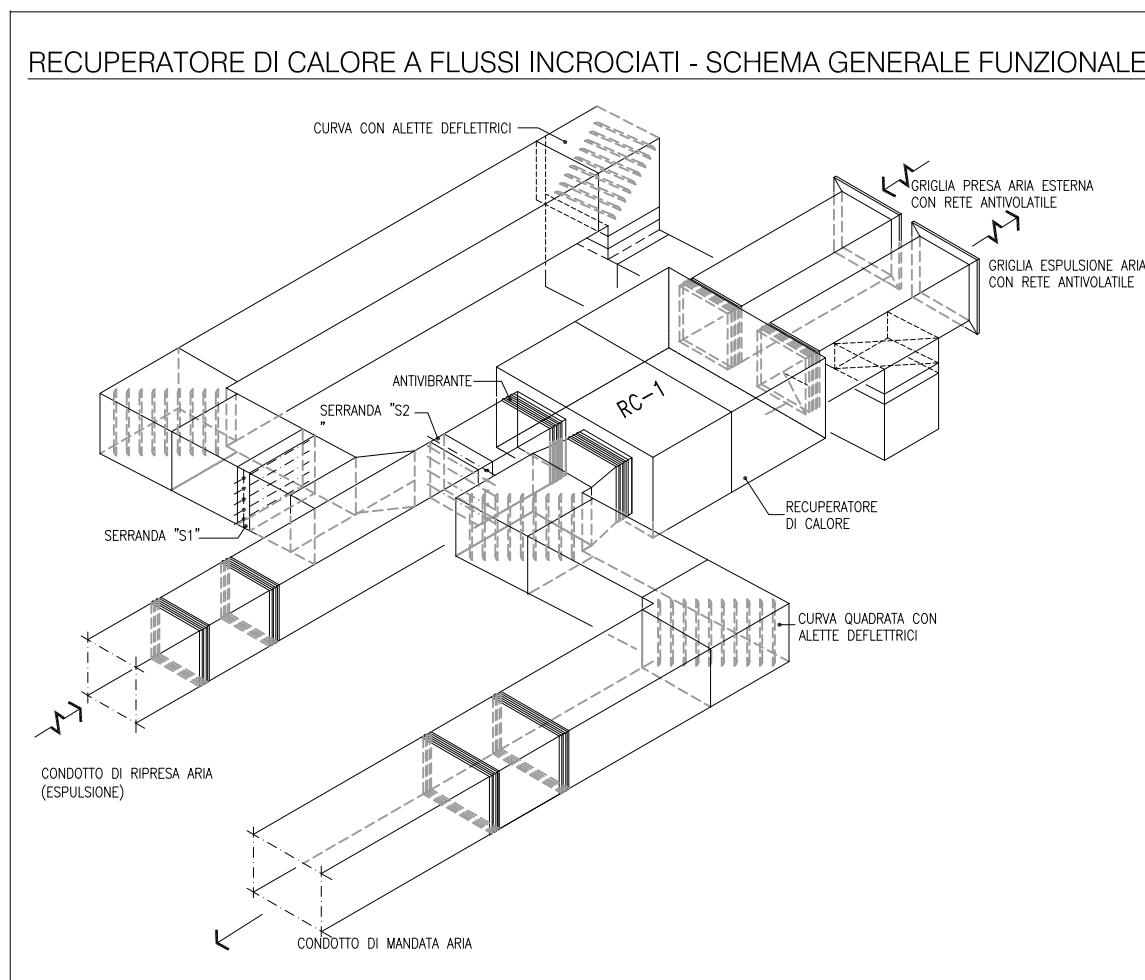 RECUPERATORE DI CALORE A FLUSSI INCROCIATI - SCHEMA GENERALE FUNZIONALE
CURVA CON ALETTE DEFLETTRICI
GRIGLIA PRESA ARIA ESTERNA
CON RETE ANTIVOLATILE
GRIGLIA ESPULSIONE ARIA
CON RETE ANTIVOLATILE
ANTIVIBRANTE
RC-1
SERRANDA "S2
"
RECUPERATORE
DI CALORE
SERRANDA "S1"
CURVA QUADRATA CON
ALETTE DEFLETTRICI
CONDOTTO DI RIPRESA ARIA
(ESPULSIONE)
CONDOTTO DI MANDATA ARIA